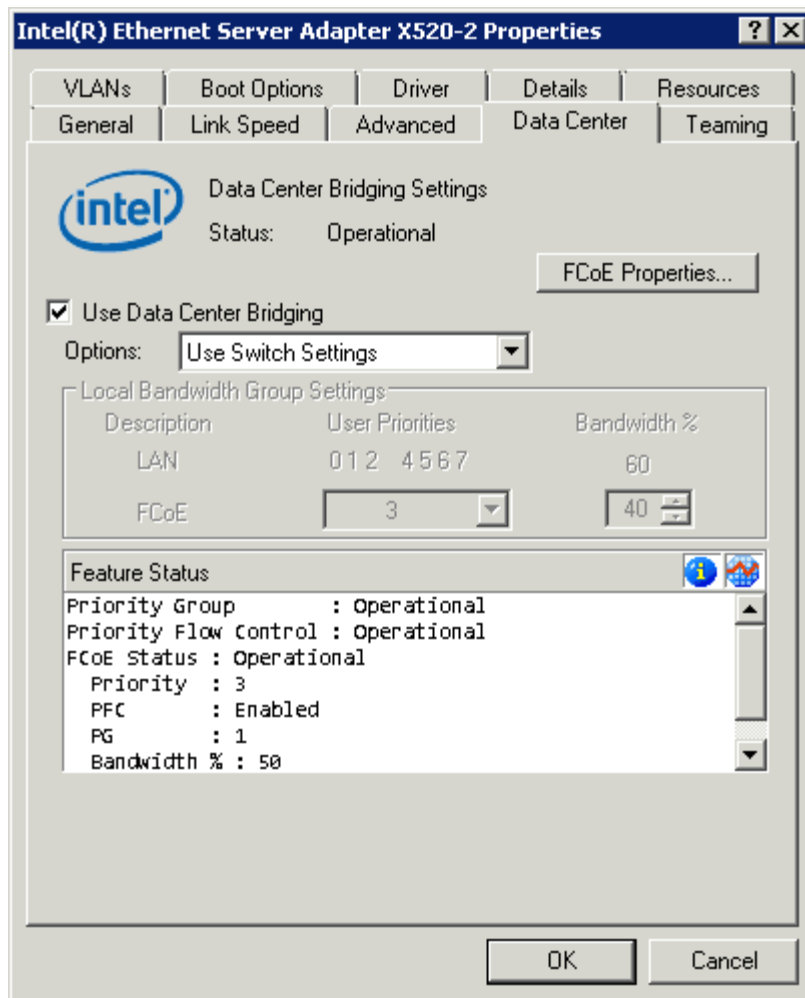 Intel(R) Ethernet Server Adapter X520-2 Properties
VLANs Boot Options Driver Details Resources
General Link Speed Advanced Data Center Teaming
intel
Data Center Bridging Settings
Status: Operational
FCoE Properties...
Use Data Center Bridging
Options: Use Switch Settings
Local Bandwidth Group Settings
Description User Priorities Bandwidth %
LAN 0 1 2 4 5 6 7 60
FCoE 3 40
Feature Status
Priority Group : Operational
Priority Flow Control : Operational
FCoE Status : Operational
Priority : 3
PFC : Enabled
PG : 1
Bandwidth % : 50
OK Cancel